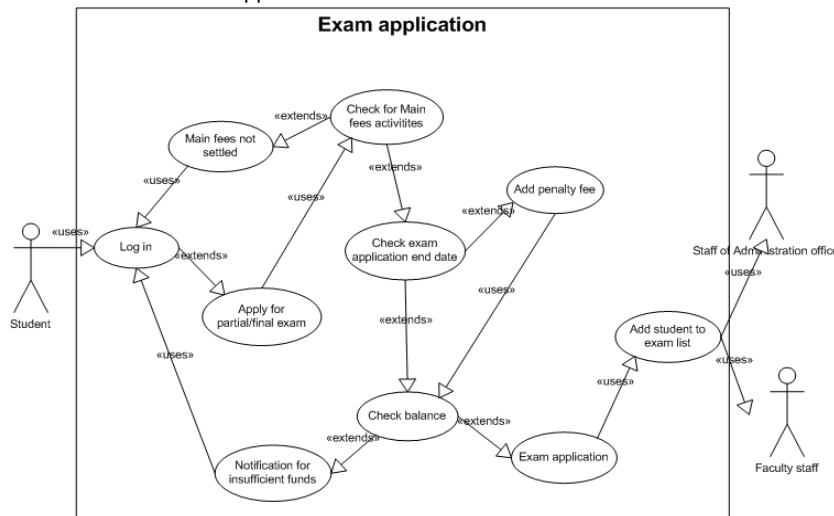 Exam application
Check for Main
fees activitites
«extends»
Main fees not
settled
«extends»
«uses»
«uses»
Add penalty fee
«uses»
«extends»
Log in
«extends»
Check exam
application end date
Staff of Administration office
«uses»
«uses»
Apply for
partial/final exam
Student
«extends»
Add student to
exam list
«uses»
«uses»
«uses»
Check balance
«extends»
«extends»
Exam application
Faculty staff
Notification for
insufficient funds